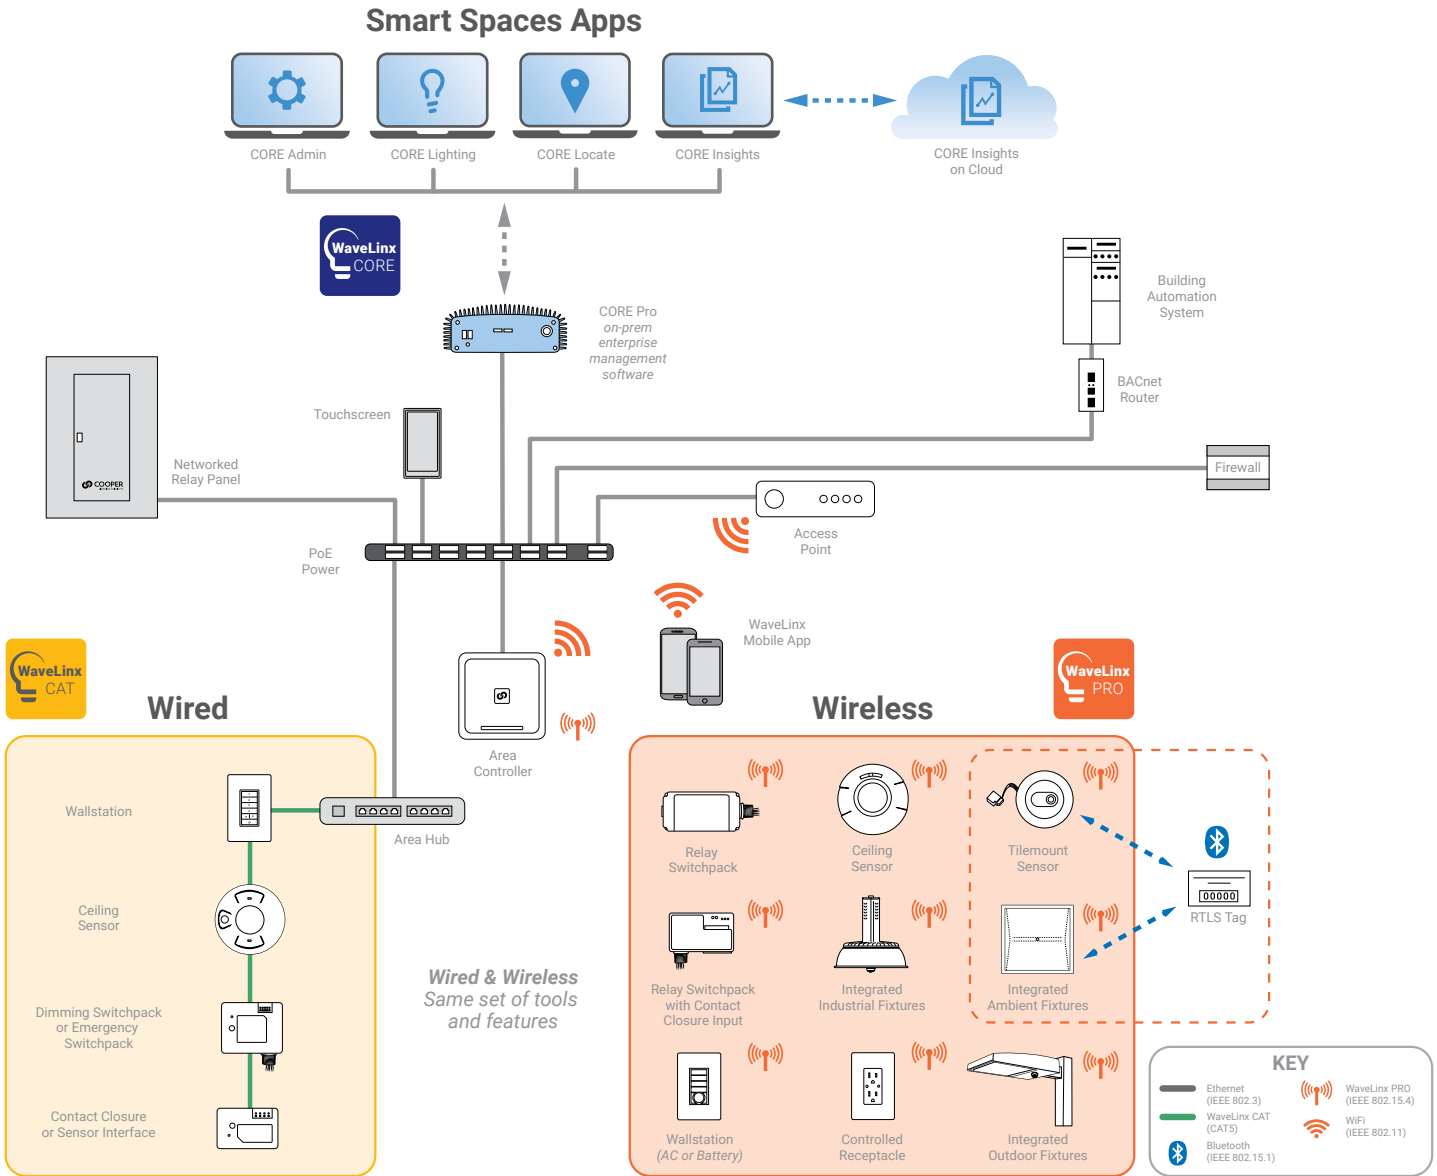 Smart Spaces Apps
CORE Admin
CORE Lighting
CORE Locate
CORE Insights
CORE Insights
on Cloud
WaveLinx
CORE
CORE Pro
on-prem
enterprise
management
software
Building
Automation
System
BACnet
Router
Touchscreen
Networked
Relay Panel
COOPER
Firewall
Access
Point
PoE
Power
WaveLinx
Mobile App
WaveLinx
CAT
Wired
Area
Controller
Wireless
WaveLinx
PRO
Wallstation
Area Hub
Ceiling
Sensor
Dimming Switchpack
or Emergency
Switchpack
Contact Closure
or Sensor Interface
Wired & Wireless
Same set of tools
and features
Relay
Switchpack
Ceiling
Sensor
Tilemount
Sensor
00000
RTLS Tag
Relay Switchpack
with Contact
Closure Input
Integrated
Industrial Fixtures
Integrated
Ambient Fixtures
Wallstation
(AC or Battery)
Controlled
Receptacle
Integrated
Outdoor Fixtures
KEY
Ethernet
(IEEE 802.3)
WaveLinx CAT
(CAT5)
Bluetooth
(IEEE 802.15.1)
WaveLinx PRO
(IEEE 802.15.4)
WiFi
(IEEE 802.11)